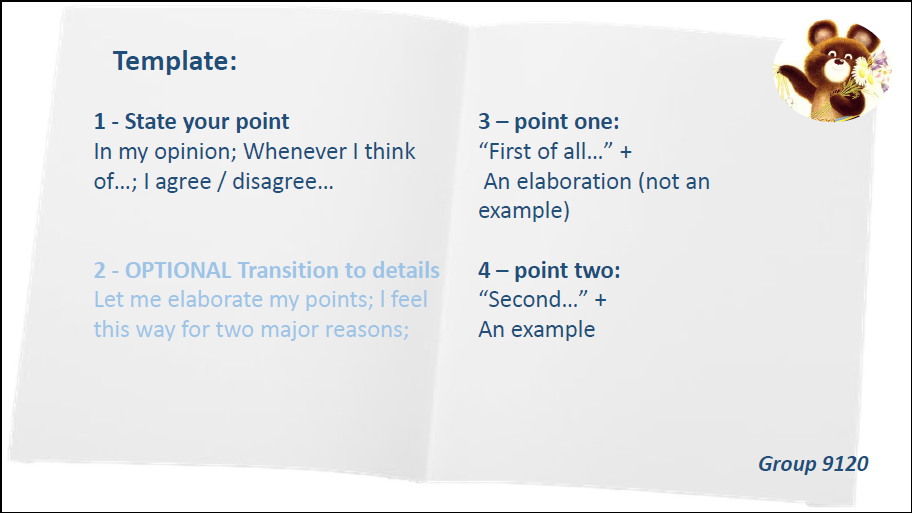 Template:
1 - State your point
In my opinion; Whenever I think
of…; I agree / disagree…
2 - OPTIONAL Transition to details
Let me elaborate my points; I feel
this way for two major reasons;
3 – point one:
“First of all…” +
An elaboration (not an
example)
4 – point two:
“Second…” +
An example
Group 9120